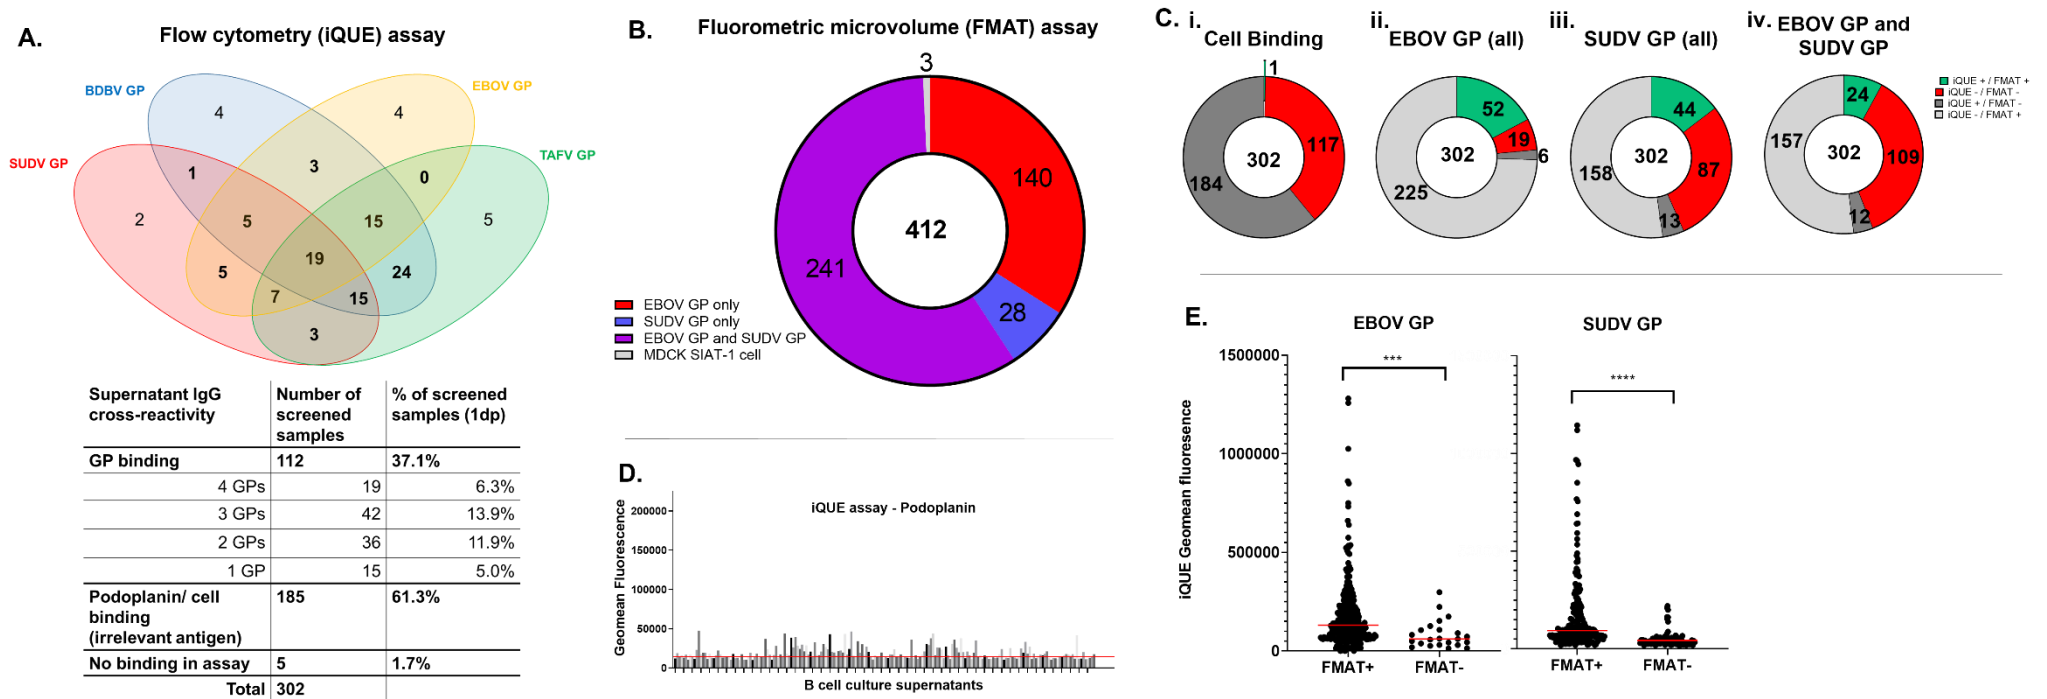 A.
Flow cytometry (iQUE) assay
BDBV GP
EBOV GP
SUDV GP
TAFV GP
4
4
1
3
0
2
5
15
5
19
5
24
7
15
3
Supernatant IgG cross-reactivity
Number of screened samples
% of screened samples (1dp)
GP binding 112 37.1%
4 GPs 19 6.3%
3 GPs 42 13.9%
2 GPs 36 11.9%
1 GP 15 5.0%
Podoplanin/ cell binding (irrelevant antigen) 185 61.3%
No binding in assay 5 1.7%
Total 302
B.
Fluorometric microvolume (FMAT) assay
3
140
412
241
28
EBOV GP only
SUDV GP only
EBOV GP and SUDV GP
MDCK SIAT-1 cell
C.
i.
Cell Binding
1
117
302
184
ii.
EBOV GP (all)
52
19
6
302
225
iii.
SUDV GP (all)
44
87
302
158
13
iv.
EBOV GP and
SUDV GP
24
157
302
109
12
iQUE + / FMAT +
iQUE - / FMAT -
iQUE + / FMAT -
iQUE - / FMAT +
D.
iQUE assay - Podoplanin
Geomean Fluorescence
200000
150000
100000
50000
0
B cell culture supernatants
E.
EBOV GP
SUDV GP
iQUE Geomean fluoresence
1500000
1000000
500000
0
***
****
FMAT+
FMAT-
FMAT+
FMAT-